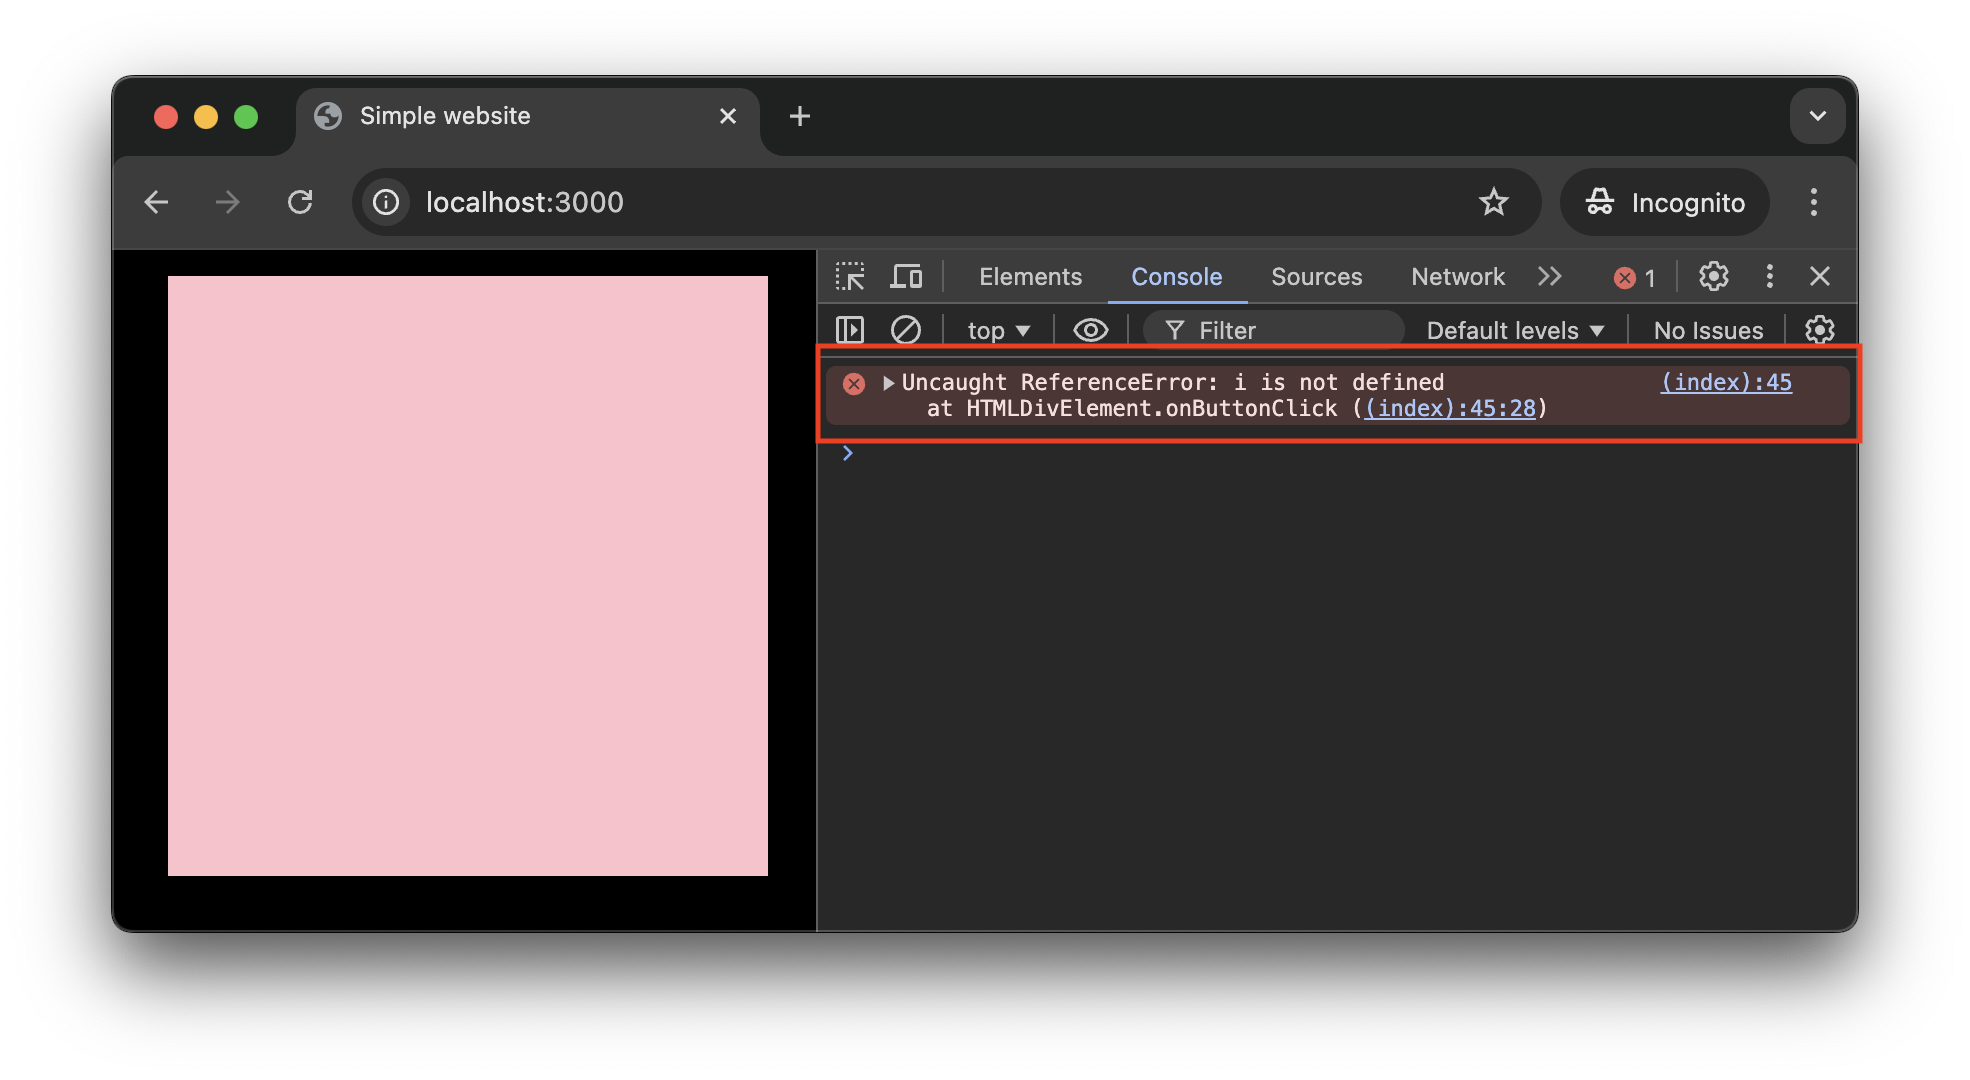 Simple website
localhost:3000
Incognito
Elements Console Sources Network 1
top Filter Default levels No Issues
Uncaught ReferenceError: i is not defined (index):45
at HTMLDivElement.onButtonClick ((index):45:28)